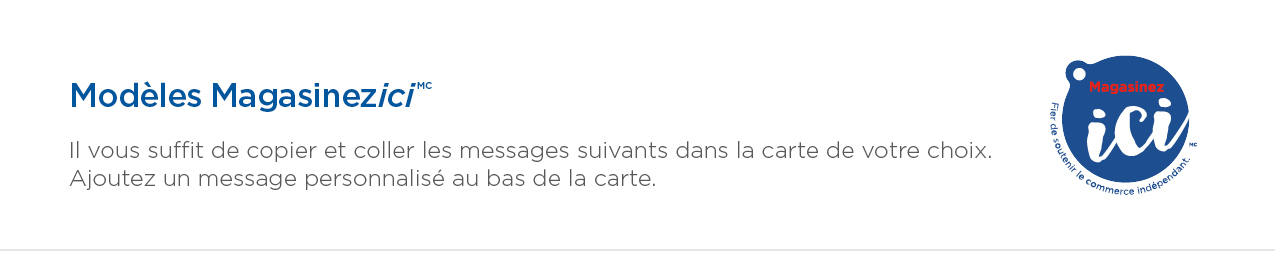 Modèles Magasinezici MC
Il vous suffit de copier et coller les messages suivants dans la carte de votre choix.
Ajoutez un message personnalisé au bas de la carte.
Magasinez
ici
MC
Fier de soutenir le commerce indépendant.